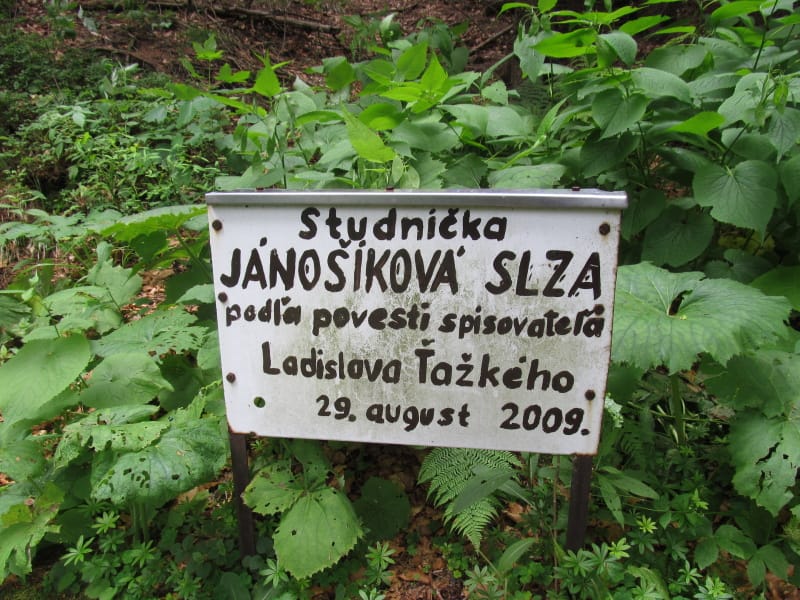 Studnička
JÁNOŠÍKOVÁ SLZA
podľa povesti spisovateľa
Ladislava Ťažkého
29. august 2009.